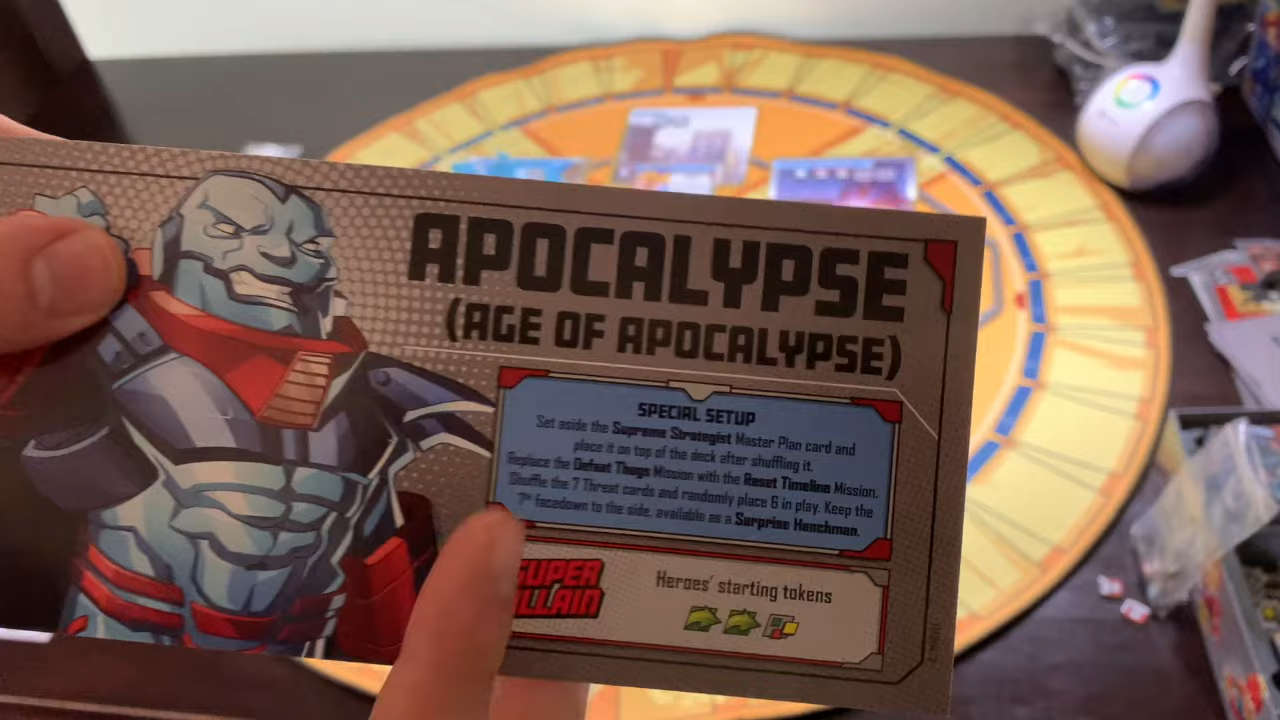 APOCALYPSE
(AGE OF APOCALYPSE)
SPECIAL SETUP
Set aside the Supreme Strategist Master Plan card and
place it on top of the deck after shuffling it.
Replace the Defeat Thugs Mission with the Reset Timeline Mission.
Shuffle the 7 Threat cards and randomly place 6 in play. Keep the
7th facedown to the side, available as a Surprise Henchman.
SUPER
VILLAIN
Heroes' starting tokens